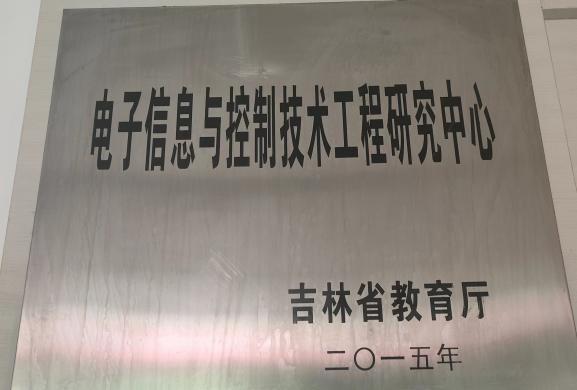 电子信息与控制技术工程研究中心
吉林省教育厅
二〇一五年